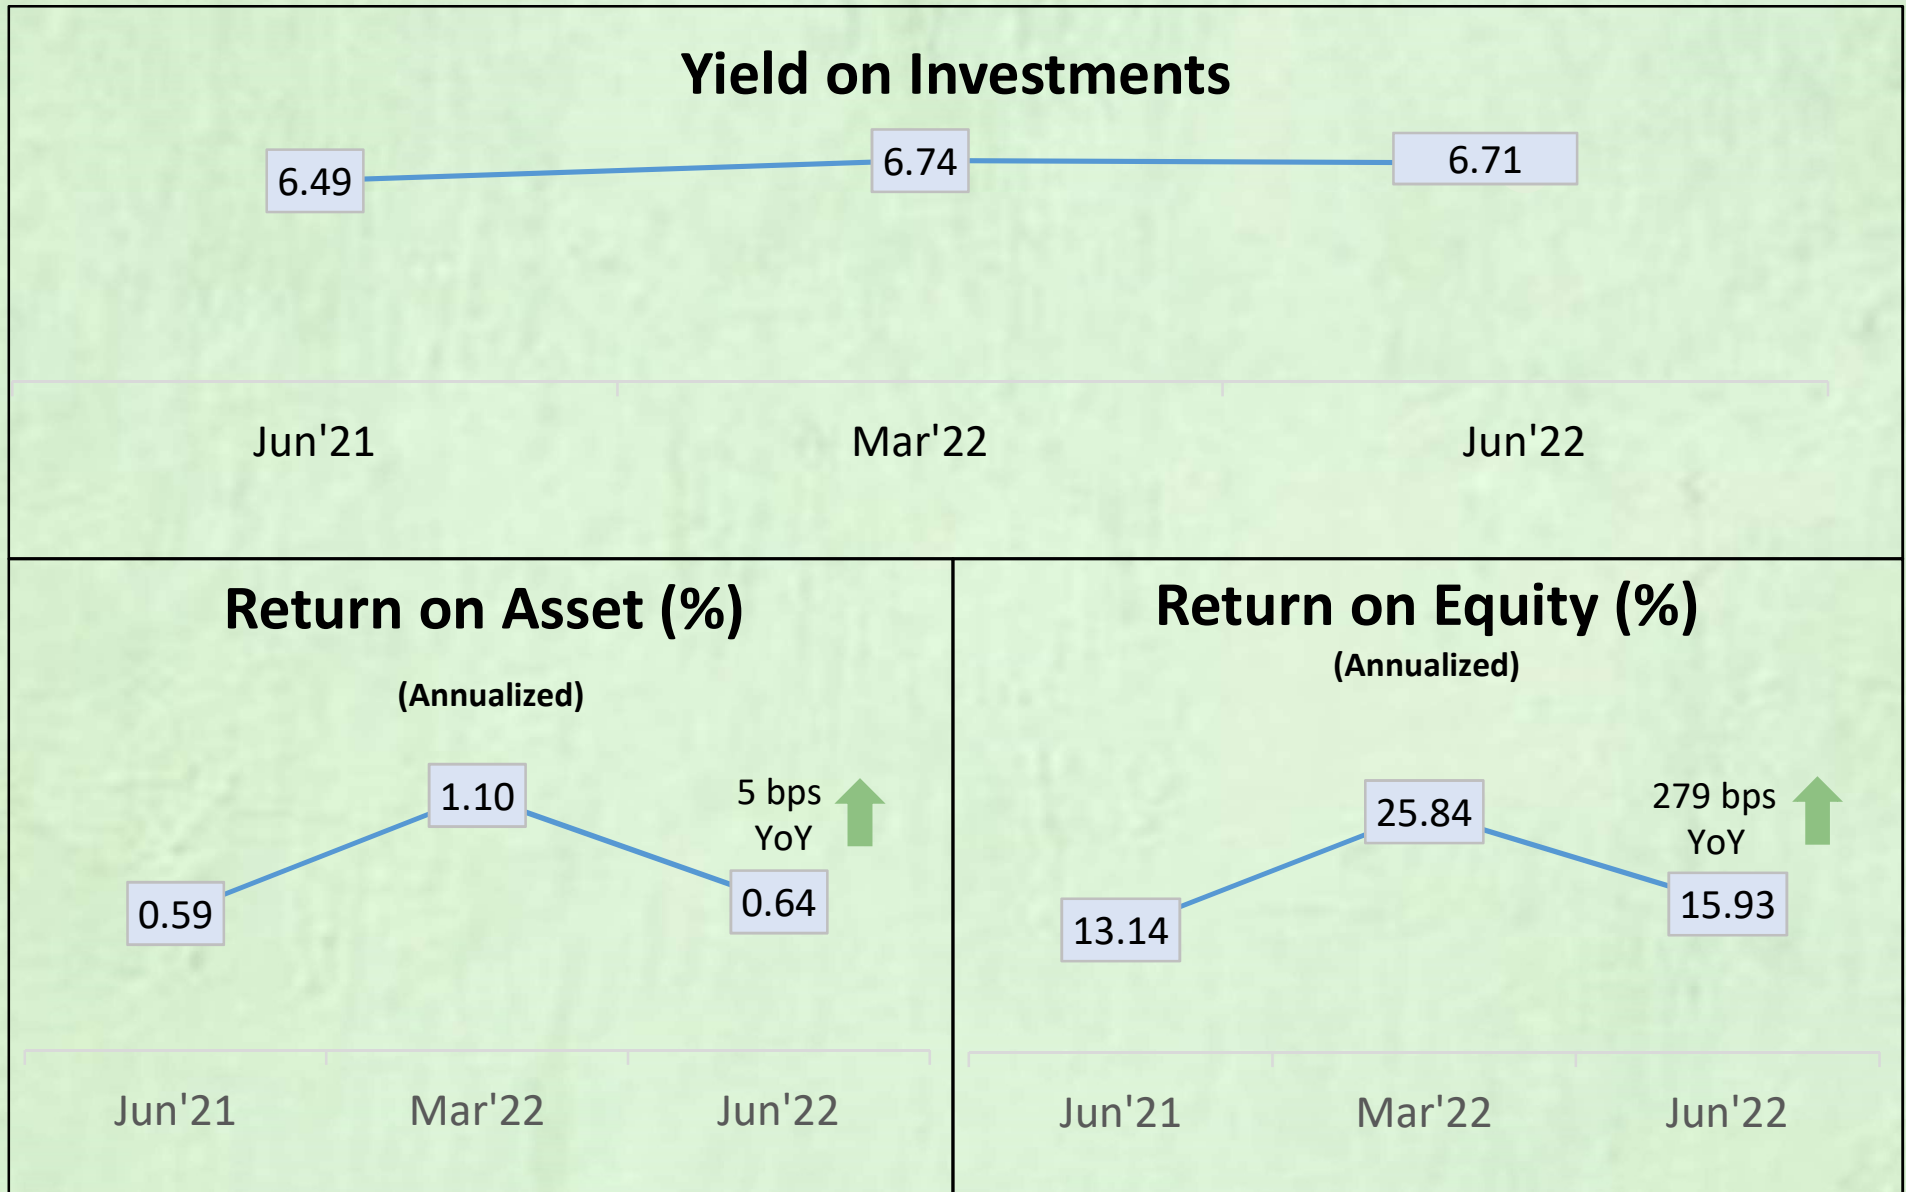 Yield on Investments
6.49
6.74
6.71
Jun'21
Mar'22
Jun'22
Return on Asset (%)
(Annualized)
0.59
1.10
0.64
5 bps
YoY
Jun'21
Mar'22
Jun'22
Return on Equity (%)
(Annualized)
13.14
25.84
15.93
279 bps
YoY
Jun'21
Mar'22
Jun'22